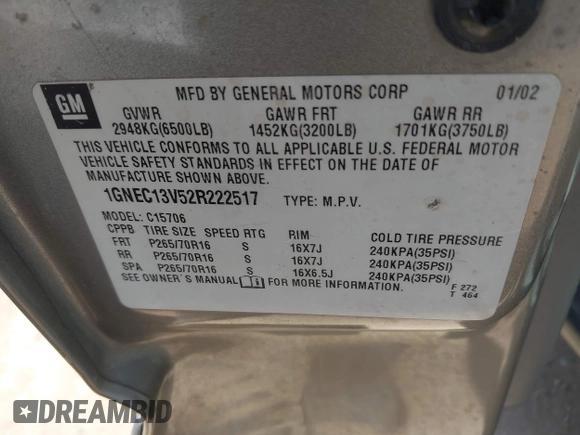 GM
MFD BY GENERAL MOTORS CORP 01/02
GVWR GAWR FRT GAWR RR
2948KG(6500LB) 1452KG(3200LB) 1701KG(3750LB)
THIS VEHICLE CONFORMS TO ALL APPLICABLE U.S. FEDERAL MOTOR
VEHICLE SAFETY STANDARDS IN EFFECT ON THE DATE OF
MANUFACTURE SHOWN ABOVE.
1GNEC13V52R222517 TYPE: M.P.V.
MODEL: C15706
CPPB TIRE SIZE SPEED RTG RIM COLD TIRE PRESSURE
FRT P265/70R16 S 16X7J 240KPA(35PSI)
RR P265/70R16 S 16X7J 240KPA(35PSI)
SPA P265/70R16 S 16X6.5J 240KPA(35PSI)
SEE OWNER'S MANUAL FOR MORE INFORMATION.
F 272
T 464
DREAMBID